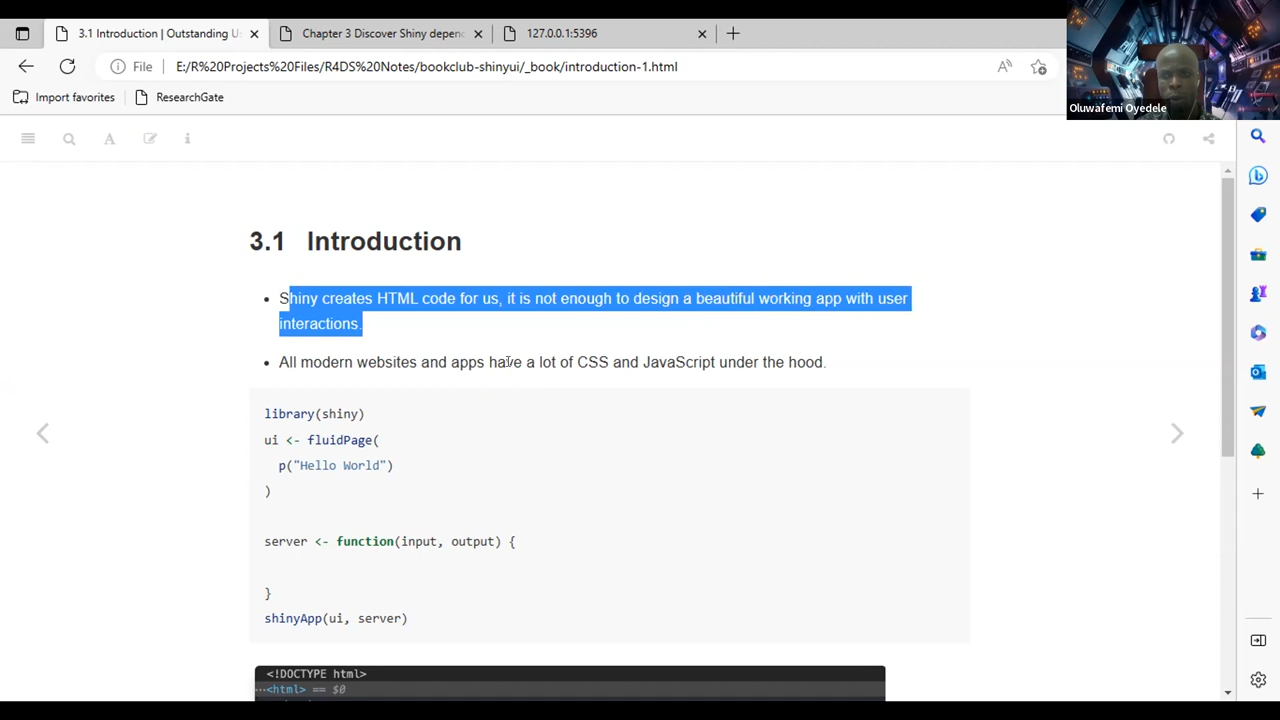 3.1 Introduction | Outstanding U
Chapter 3 Discover Shiny depen
127.0.0.1:5396
File
E:/R%20Projects%20Files/R4DS%20Notes/bookclub-shinyui/_book/introduction-1.html
Import favorites
ResearchGate
Oluwafemi Oyedele
3.1 Introduction
Shiny creates HTML code for us, it is not enough to design a beautiful working app with user
interactions.
All modern websites and apps have a lot of CSS and JavaScript under the hood.
library(shiny)
ui <- fluidPage(
p("Hello World")
)
server <- function(input, output) {
}
shinyApp(ui, server)
<!DOCTYPE html>
···<html> == $0